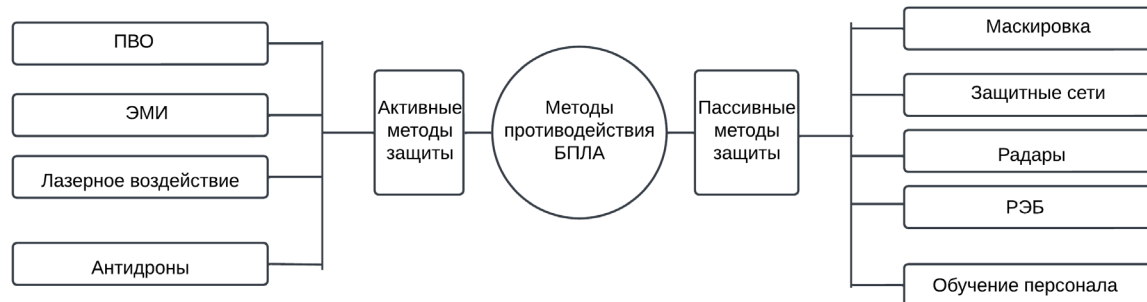 ПВО
ЭМИ
Лазерное воздействие
Антидроны
Активные
методы
защиты
Методы
противодействия
БПЛА
Пассивные
методы
защиты
Маскировка
Защитные сети
Радары
РЭБ
Обучение персонала